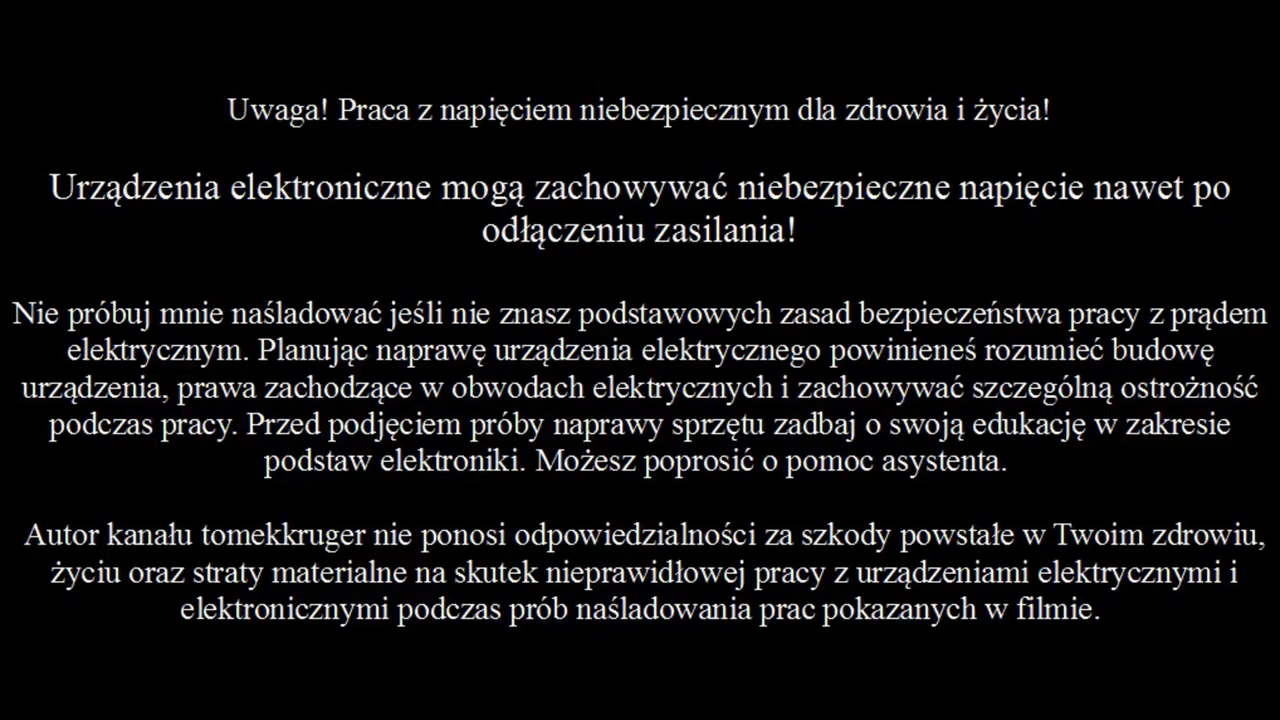 Uwaga! Praca z napięciem niebezpiecznym dla zdrowia i życia!
Urządzenia elektroniczne mogą zachowywać niebezpieczne napięcie nawet po
odłączeniu zasilania!
Nie próbuj mnie naśladować jeśli nie znasz podstawowych zasad bezpieczeństwa pracy z prądem
elektrycznym. Planując naprawę urządzenia elektrycznego powinieneś rozumieć budowę
urządzenia, prawa zachodzące w obwodach elektrycznych i zachowywać szczególną ostrożność
podczas pracy. Przed podjęciem próby naprawy sprzętu zadbaj o swoją edukację w zakresie
podstaw elektroniki. Możesz poprosić o pomoc asystenta.
Autor kanału tomekkruger nie ponosi odpowiedzialności za szkody powstałe w Twoim zdrowiu,
życiu oraz straty materialne na skutek nieprawidłowej pracy z urządzeniami elektrycznymi i
elektronicznymi podczas prób naśladowania prac pokazanych w filmie.